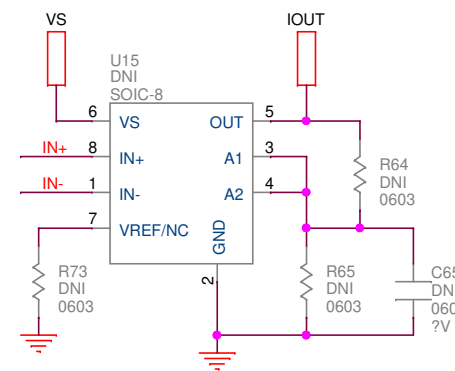 VS
IOUT
U15
DNI
SOIC-8
6
VS
OUT
5
IN+
8
IN+
A1
3
IN-
1
IN-
A2
4
R64
DNI
0603
7
VREF/NC
GND
2
R73
DNI
0603
R65
DNI
0603
?V